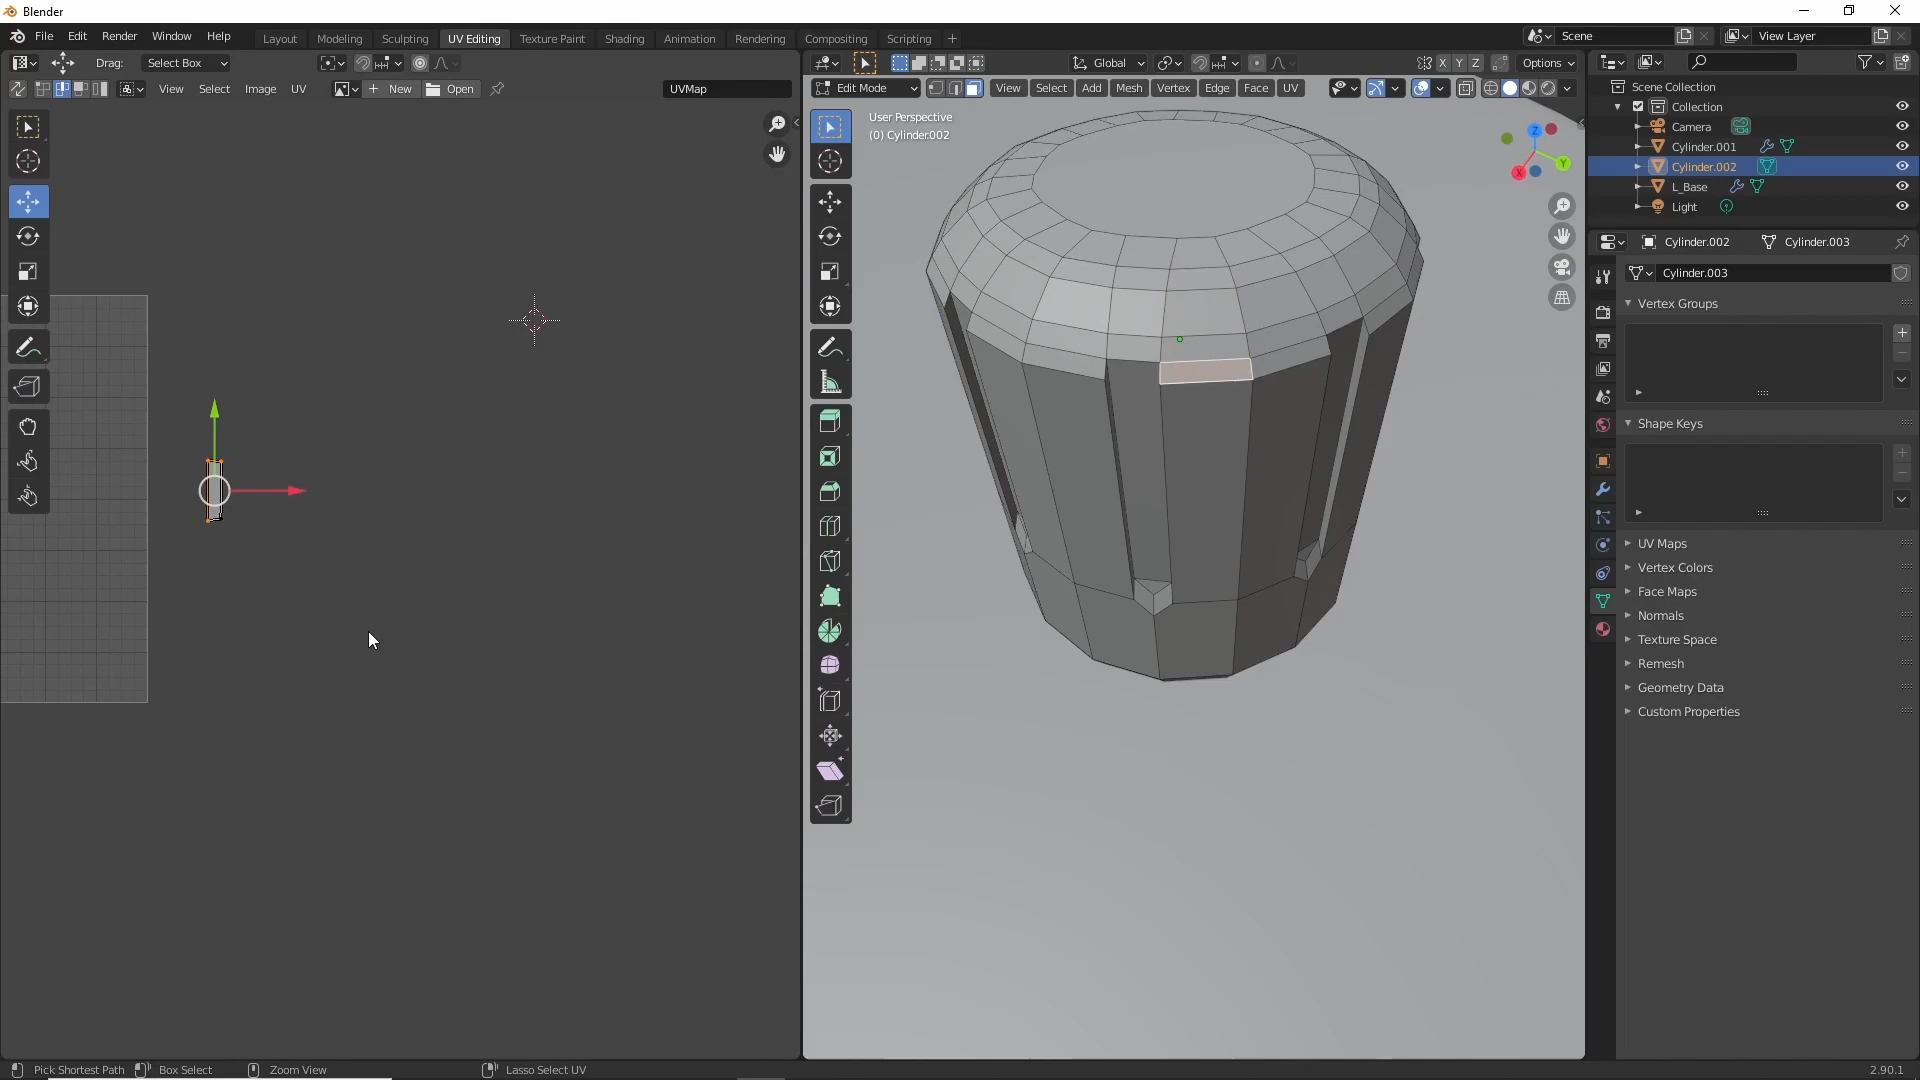 Blender
File Edit Render Window Help
Layout Modeling Sculpting UV Editing Texture Paint Shading Animation Rendering Compositing Scripting +
Scene
View Layer
Drag: Select Box
Global
X Y Z
Options
View Select Image UV
+ New
Open
UVMap
Edit Mode
View Select Add Mesh Vertex Edge Face UV
User Perspective
(0) Cylinder.002
Z
Y
X
Scene Collection
Collection
Camera
Cylinder.001
Cylinder.002
L_Base
Light
Cylinder.002
Cylinder.003
Cylinder.003
Vertex Groups
Shape Keys
UV Maps
Vertex Colors
Face Maps
Normals
Texture Space
Remesh
Geometry Data
Custom Properties
Pick Shortest Path
Box Select
Zoom View
Lasso Select UV
2.90.1